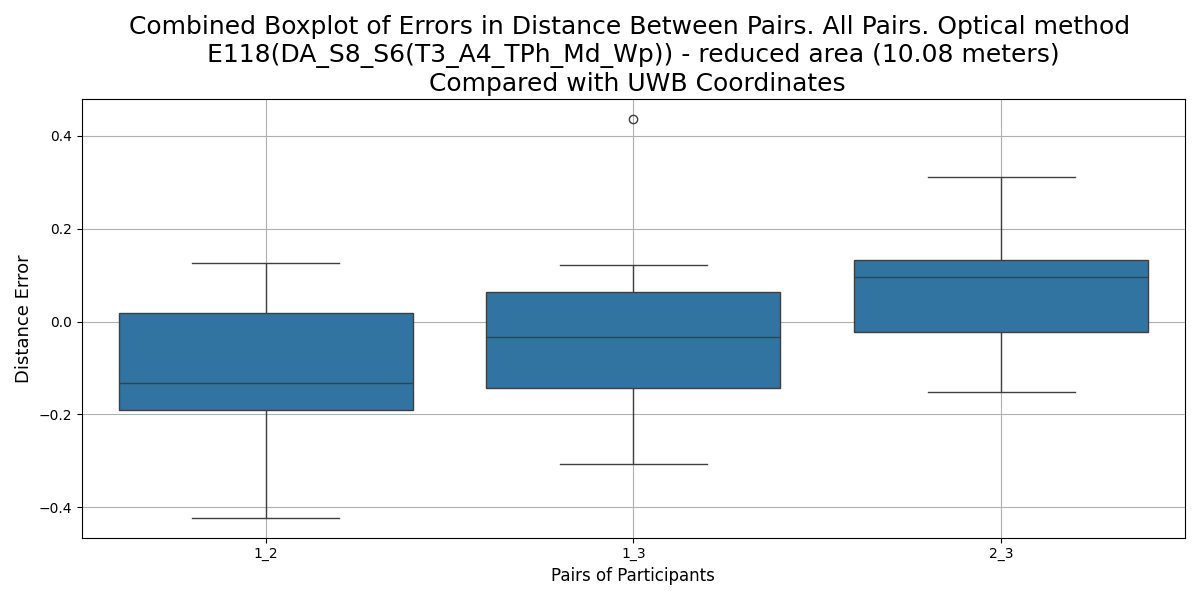 Combined Boxplot of Errors in Distance Between Pairs. All Pairs. Optical method
E118(DA_S8_S6(T3_A4_TPh_Md_Wp)) - reduced area (10.08 meters)
Compared with UWB Coordinates
Distance Error
0.4
0.2
0.0
−0.2
−0.4
1_2
1_3
2_3
Pairs of Participants